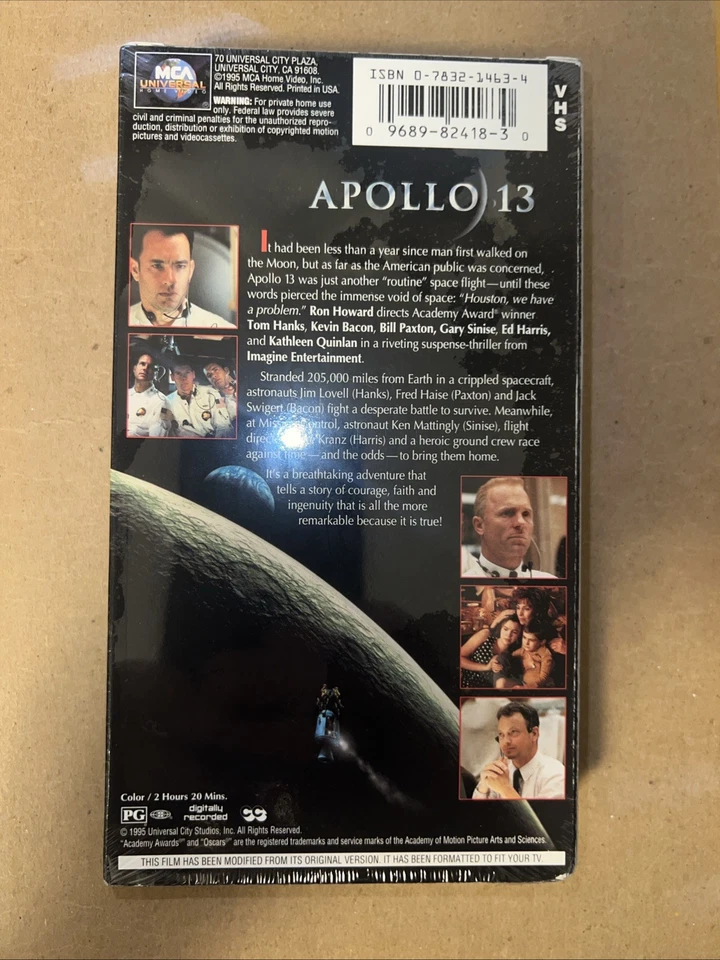 MCA
UNIVERSAL
HOME VIDEO
®
70 UNIVERSAL CITY PLAZA,
UNIVERSAL CITY, CA 91608.
©1995 MCA Home Video, Inc.
All Rights Reserved. Printed in USA.
WARNING: For private home use
only. Federal law provides severe
civil and criminal penalties for the unauthorized repro-
duction, distribution or exhibition of copyrighted motion
pictures and videocassettes.
ISBN 0-7832-1463-4
0 9689-82418-3 0
VHS
APOLLO 13
It had been less than a year since man first walked on
the Moon, but as far as the American public was concerned,
Apollo 13 was just another "routine" space flight—until these
words pierced the immense void of space: "Houston, we have
a problem." Ron Howard directs Academy Award® winner
Tom Hanks, Kevin Bacon, Bill Paxton, Gary Sinise, Ed Harris,
and Kathleen Quinlan in a riveting suspense-thriller from
Imagine Entertainment.
Stranded 205,000 miles from Earth in a crippled spacecraft,
astronauts Jim Lovell (Hanks), Fred Haise (Paxton) and Jack
Swigert (Bacon) fight a desperate battle to survive. Meanwhile,
at Mission Control, astronaut Ken Mattingly (Sinise), flight
Kranz (Harris) and a heroic ground crew race
against time—and the odds—to bring them home.
It's a breathtaking adventure that
tells a story of courage, faith and
ingenuity that is all the more
remarkable because it is true!
Color / 2 Hours 20 Mins.
PG
digitally
recorded
CC
© 1995 Universal City Studios, Inc. All Rights Reserved.
"Academy Awards®" and "Oscars®" are the registered trademarks and service marks of the Academy of Motion Picture Arts and Sciences.
THIS FILM HAS BEEN MODIFIED FROM ITS ORIGINAL VERSION. IT HAS BEEN FORMATTED TO FIT YOUR TV